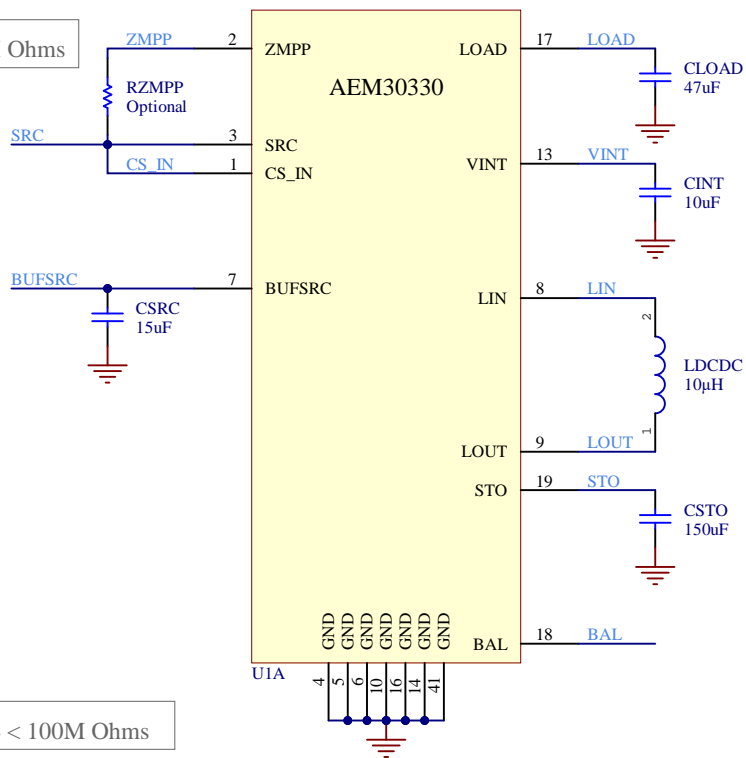 Ohms
ZMPP 2 ZMPP
RZMPP
Optional
SRC 3 SRC
CS_IN 1 CS_IN
BUFSRC 7 BUFSRC
CSRC
15uF
AEM30330
LOAD 17 LOAD
CLOAD
47uF
VINT 13 VINT
CINT
10uF
LIN 8 LIN
2
LDCDC
10µH
1
LOUT 9 LOUT
STO 19 STO
CSTO
150uF
BAL 18 BAL
GND GND GND GND GND GND GND
4 5 6 10 16 14 41
U1A
< 100M Ohms